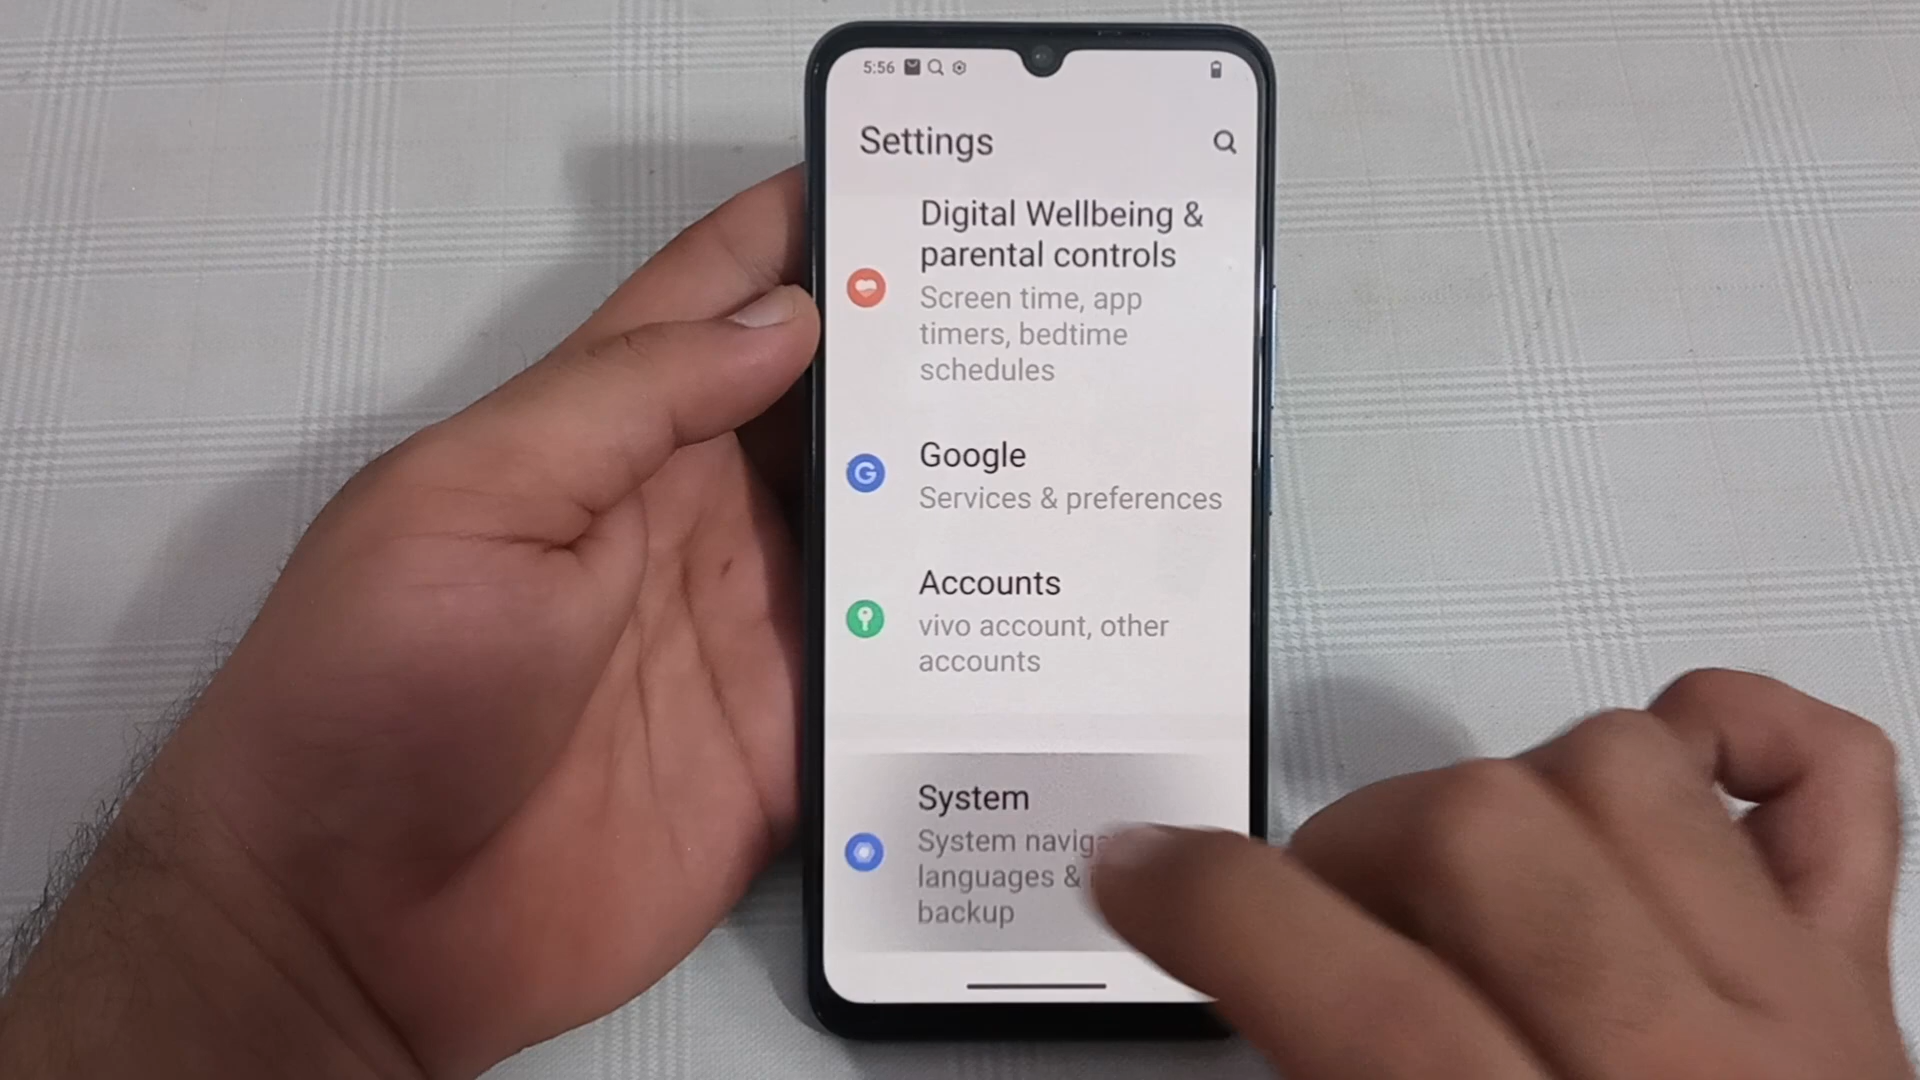 5:56
Settings
Digital Wellbeing &
parental controls
Screen time, app
timers, bedtime
schedules
G
Google
Services & preferences
Accounts
vivo account, other
accounts
System
System
languages &
backup